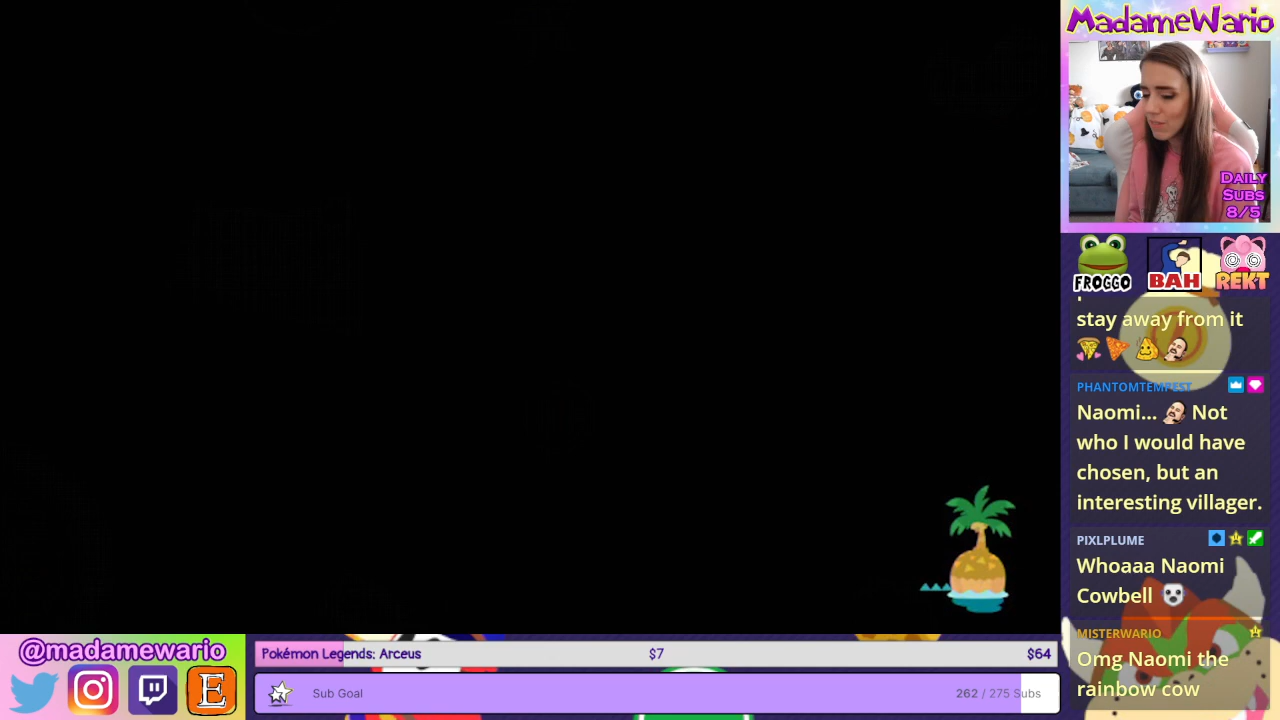 MadameWario
Daily
Subs
8/5
FROGGO
BAH
REKT
stay away from it
PHANTOMTEMPEST
Naomi... Not
who I would have
chosen, but an
interesting villager.
PIXLPLUME
Whoaaa Naomi
Cowbell
MISTERWARIO
Omg Naomi the
rainbow cow
@madamewario
Pokémon Legends: Arceus $7 $64
Sub Goal 262 / 275 Subs